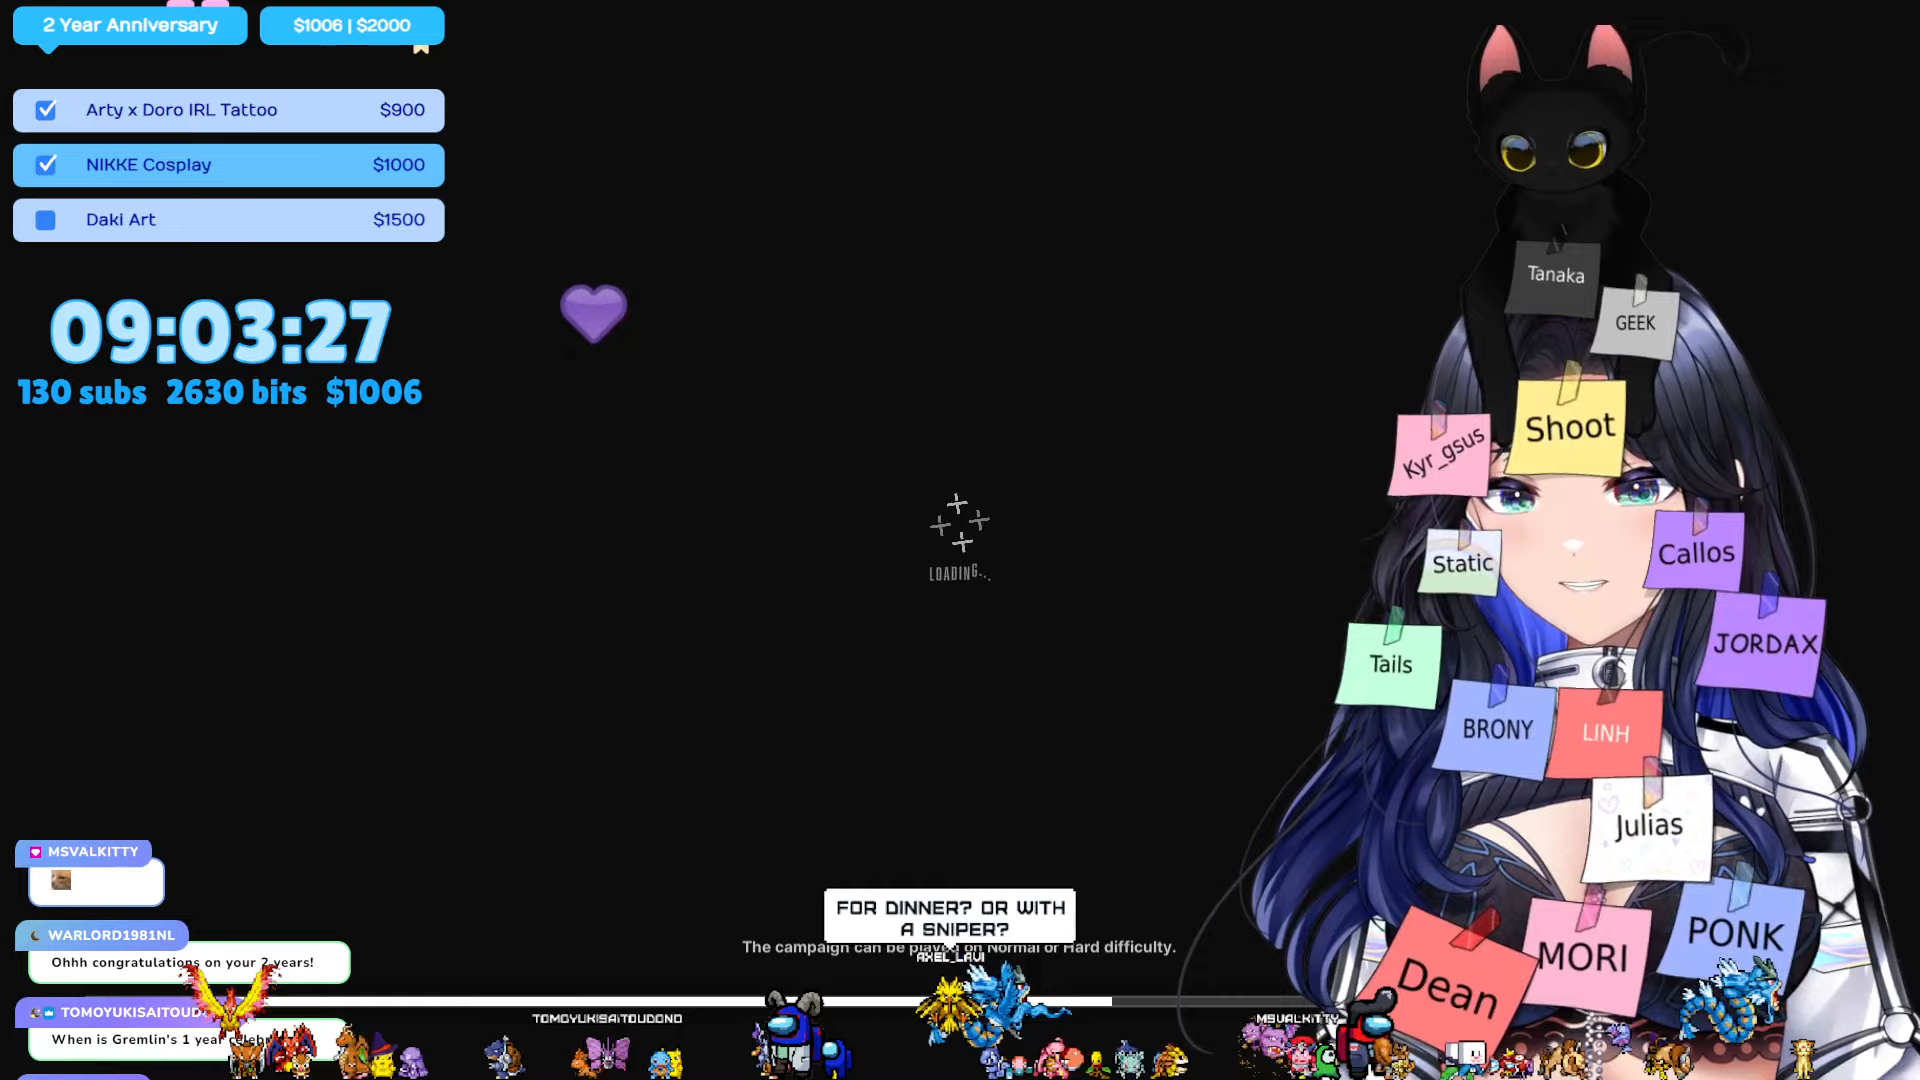 2 Year Anniversary
$1006 | $2000
Arty x Doro IRL Tattoo $900
NIKKE Cosplay $1000
Daki Art $1500
09:03:27
130 subs 2630 bits $1006
Tanaka
GEEK
Shoot
Kyr_gsus
Static
Callos
Tails
JORDAX
BRONY
LINH
Julias
PONK
MORI
Dean
LOADING...
MSVALKITTY
WARLORD1981NL
Ohhh congratulations on your 2 years!
TOMOYUKISAITOUD
When is Gremlin's 1 year
FOR DINNER? OR WITH
A SNIPER?
The campaign can be played on Normal or Hard difficulty.
AXEL_LAVI
TOMOYUKISAITOUDONO
MSVALKITTY